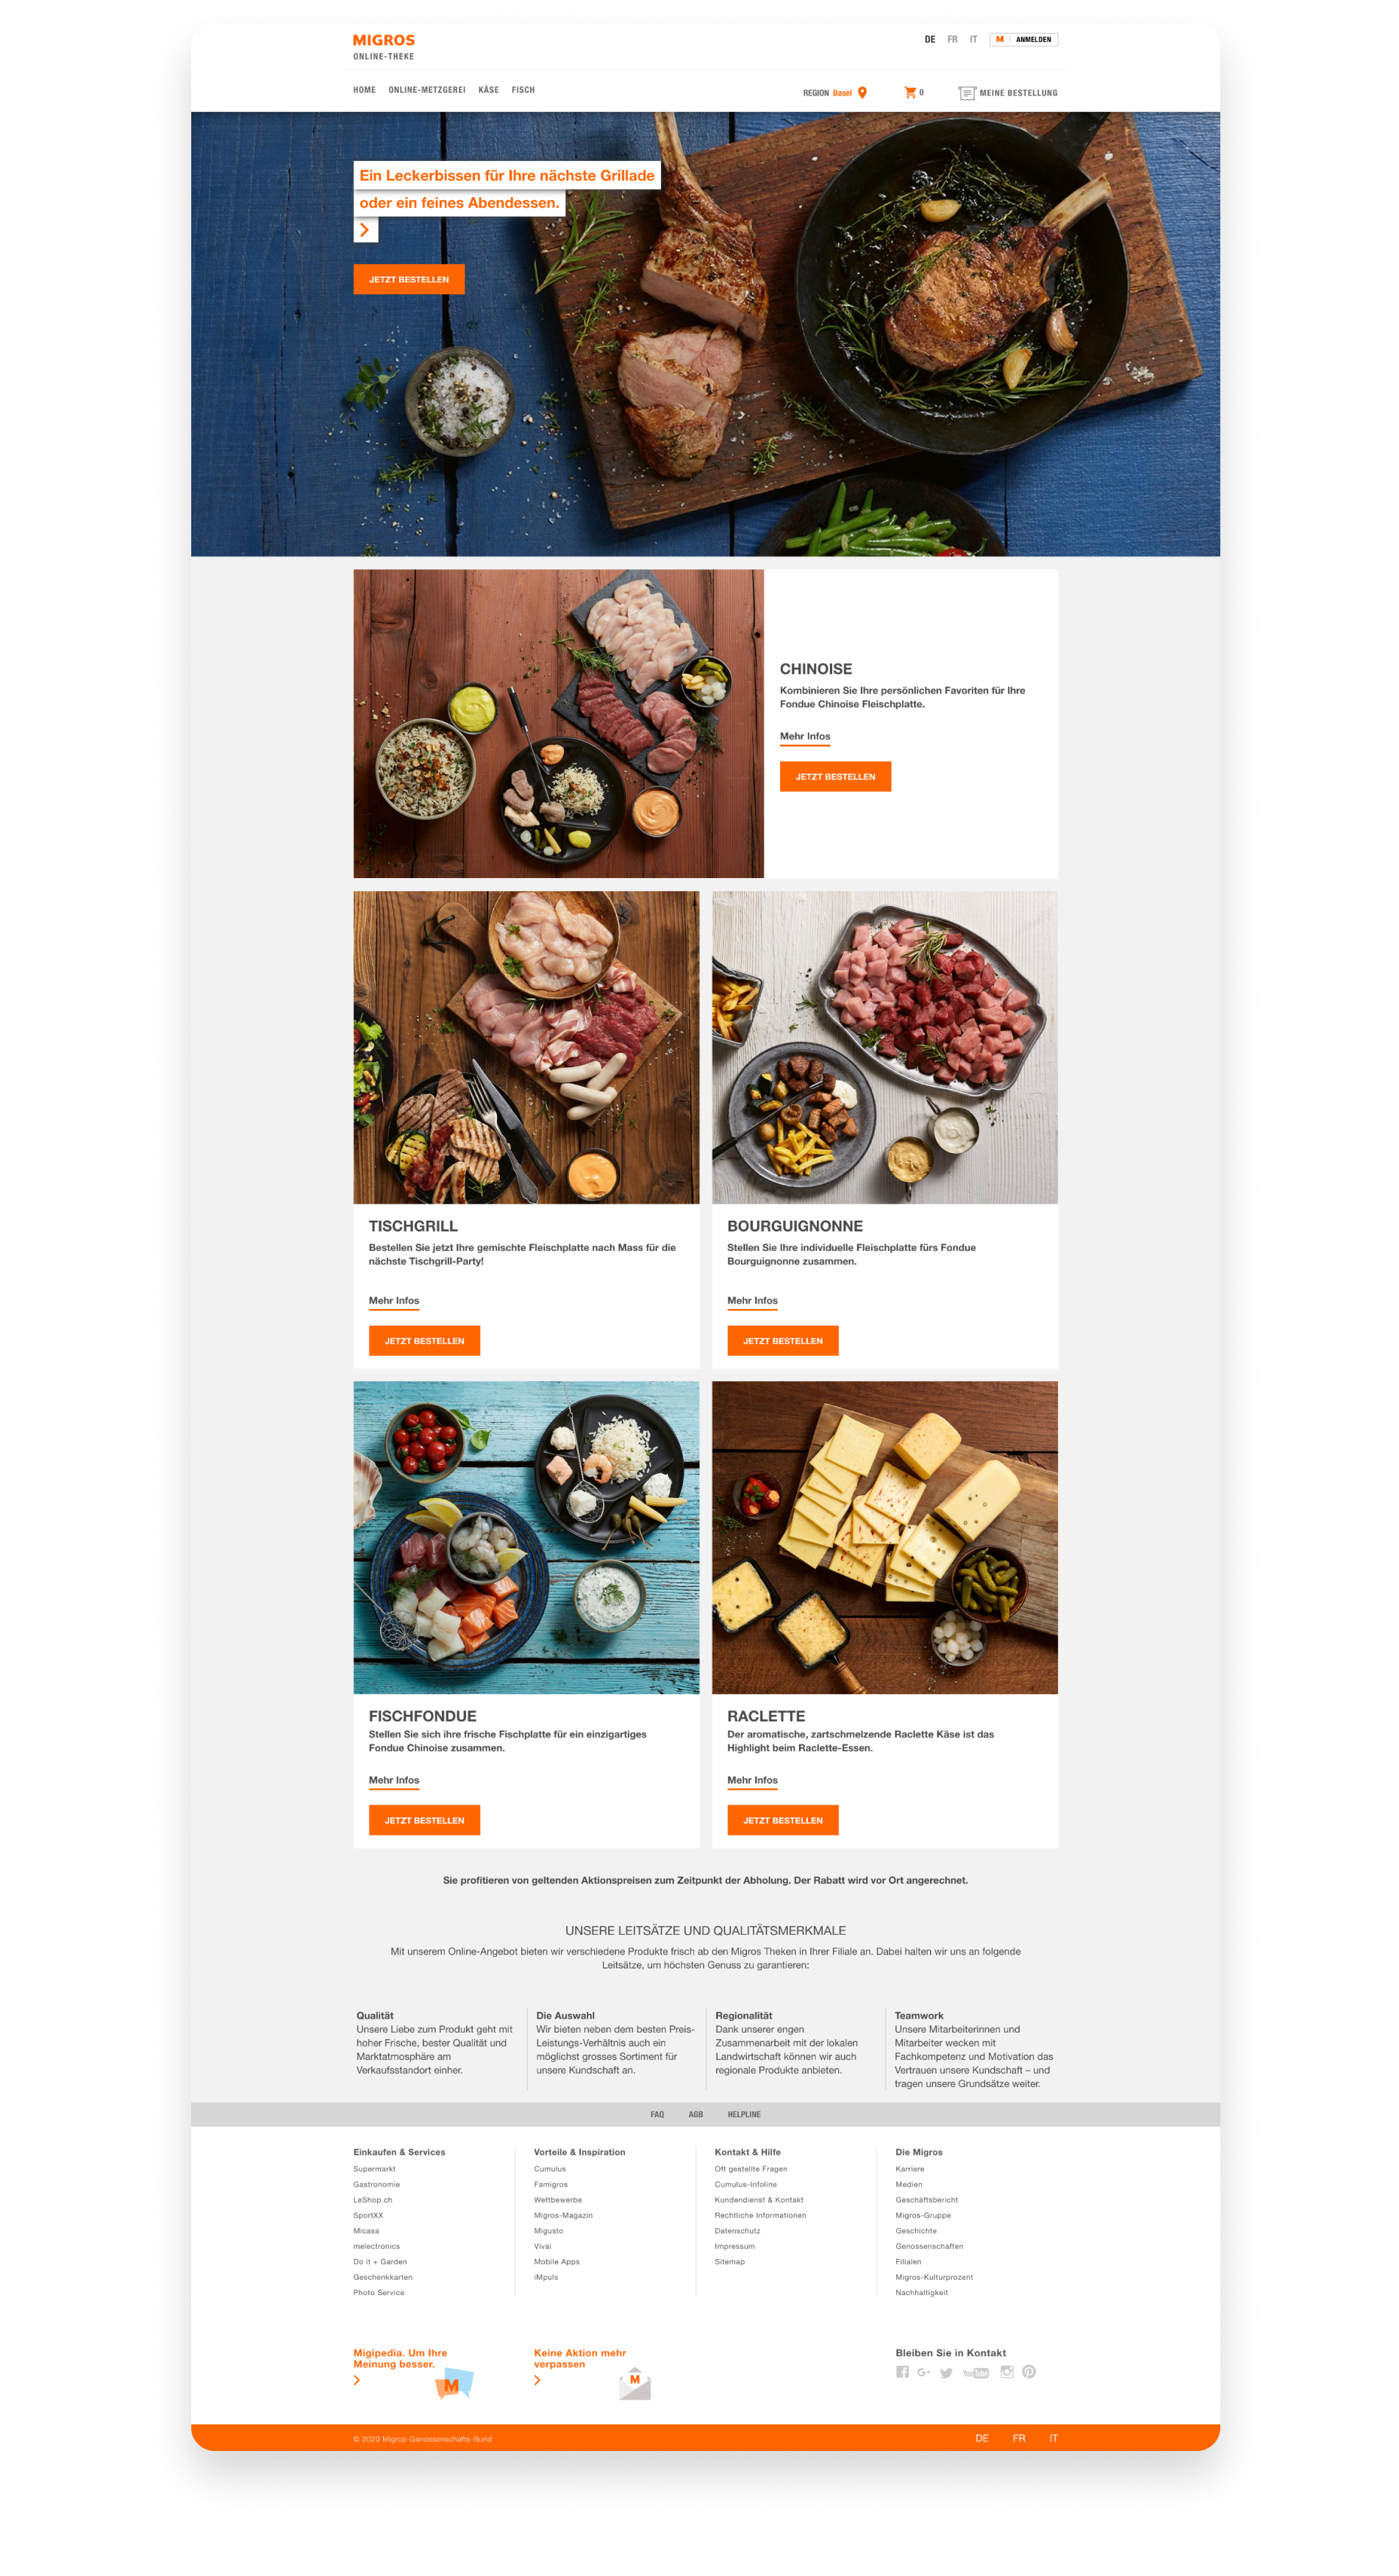 MIGROS
ONLINE-THEKE
DE FR IT M ANMELDEN
HOME ONLINE-METZGEREI KÄSE FISCH
REGION Basel 0 MEINE BESTELLUNG
Ein Leckerbissen für Ihre nächste Grillade
oder ein feines Abendessen.
JETZT BESTELLEN
CHINOISE
Kombinieren Sie Ihre persönlichen Favoriten für Ihre
Fondue Chinoise Fleischplatte.
Mehr Infos
JETZT BESTELLEN
TISCHGRILL
Bestellen Sie jetzt Ihre gemischte Fleischplatte nach Mass für die
nächste Tischgrill-Party!
Mehr Infos
JETZT BESTELLEN
BOURGUIGNONNE
Stellen Sie Ihre individuelle Fleischplatte fürs Fondue
Bourguignonne zusammen.
Mehr Infos
JETZT BESTELLEN
FISCHFONDUE
Stellen Sie sich ihre frische Fischplatte für ein einzigartiges
Fondue Chinoise zusammen.
Mehr Infos
JETZT BESTELLEN
RACLETTE
Der aromatische, zartschmelzende Raclette Käse ist das
Highlight beim Raclette-Essen.
Mehr Infos
JETZT BESTELLEN
Sie profitieren von geltenden Aktionspreisen zum Zeitpunkt der Abholung. Der Rabatt wird vor Ort angerechnet.
UNSERE LEITSÄTZE UND QUALITÄTSMERKMALE
Mit unserem Online-Angebot bieten wir verschiedene Produkte frisch ab den Migros Theken in Ihrer Filiale an. Dabei halten wir uns an folgende
Leitsätze, um höchsten Genuss zu garantieren:
Qualität
Unsere Liebe zum Produkt geht mit
hoher Frische, bester Qualität und
Marktatmosphäre am
Verkaufsstandort einher.
Die Auswahl
Wir bieten neben dem besten Preis-
Leistungs-Verhältnis auch ein
möglichst grosses Sortiment für
unsere Kundschaft an.
Regionalität
Dank unserer engen
Zusammenarbeit mit der lokalen
Landwirtschaft können wir auch
regionale Produkte anbieten.
Teamwork
Unsere Mitarbeiterinnen und
Mitarbeiter wecken mit
Fachkompetenz und Motivation das
Vertrauen unsere Kundschaft – und
tragen unsere Grundsätze weiter.
FAQ AGB HELPLINE
Einkaufen & Services
Supermarkt
Gastronomie
LeShop.ch
SportXX
Micasa
melectronics
Do it + Garden
Geschenkkarten
Photo Service
Vorteile & Inspiration
Cumulus
Famigros
Wettbewerbe
Migros-Magazin
Migusto
Vivai
Mobile Apps
iMpuls
Kontakt & Hilfe
Oft gestellte Fragen
Cumulus-Infoline
Kundendienst & Kontakt
Rechtliche Informationen
Datenschutz
Impressum
Sitemap
Die Migros
Karriere
Medien
Geschäftsbericht
Migros-Gruppe
Geschichte
Genossenschaften
Filialen
Migros-Kulturprozent
Nachhaltigkeit
Migipedia. Um Ihre
Meinung besser.
M
Keine Aktion mehr
verpassen
M
Bleiben Sie in Kontakt
G+ YouTube
© 2020 Migros-Genossenschafts-Bund
DE FR IT